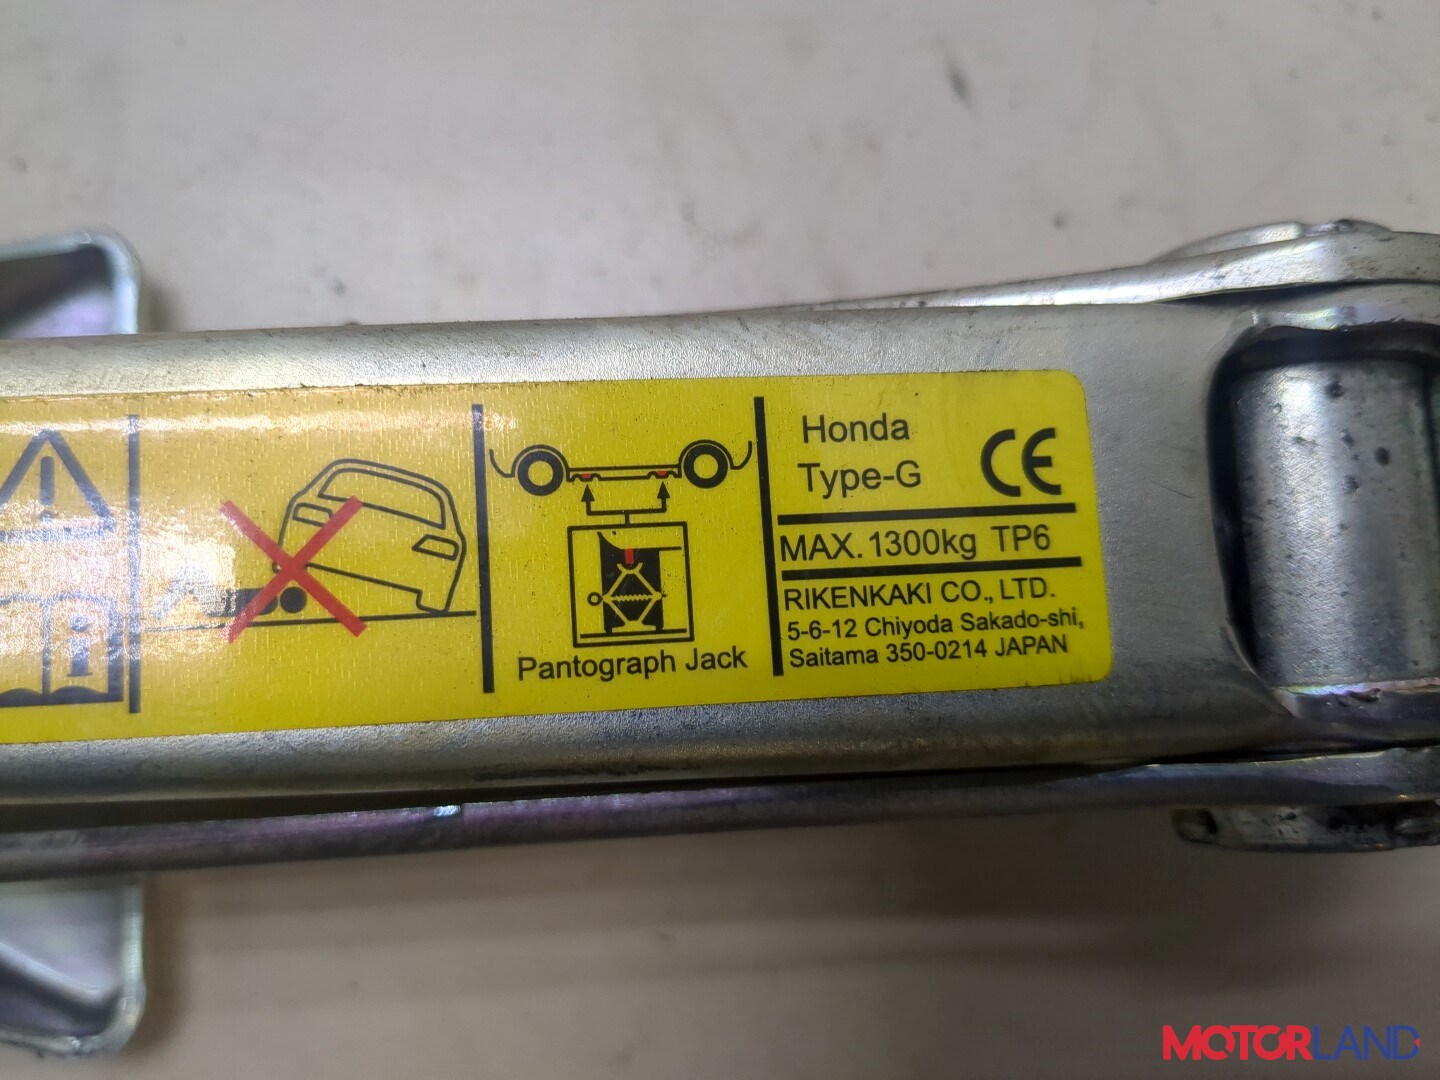 Honda
Type-G
CE
MAX. 1300kg TP6
RIKENKAKI CO., LTD.
5-6-12 Chiyoda Sakado-shi,
Saitama 350-0214 JAPAN
Pantograph Jack
MOTORLAND